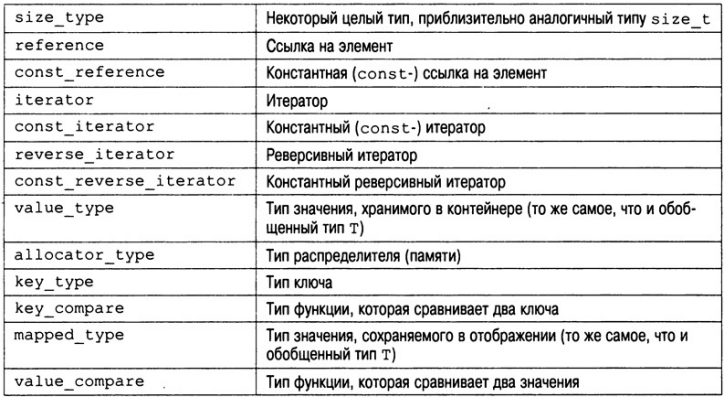 size_type Некоторый целый тип, приблизительно аналогичный типу size_t
reference Ссылка на элемент
const_reference Константная (const-) ссылка на элемент
iterator Итератор
const_iterator Константный (const-) итератор
reverse_iterator Реверсивный итератор
const_reverse_iterator Константный реверсивный итератор
value_type Тип значения, хранимого в контейнере (то же самое, что и обоб-
щенный тип T)
allocator_type Тип распределителя (памяти)
key_type Тип ключа
key_compare Тип функции, которая сравнивает два ключа
mapped_type Тип значения, сохраняемого в отображении (то же самое, что и
обобщенный тип T)
value_compare Тип функции, которая сравнивает два значения